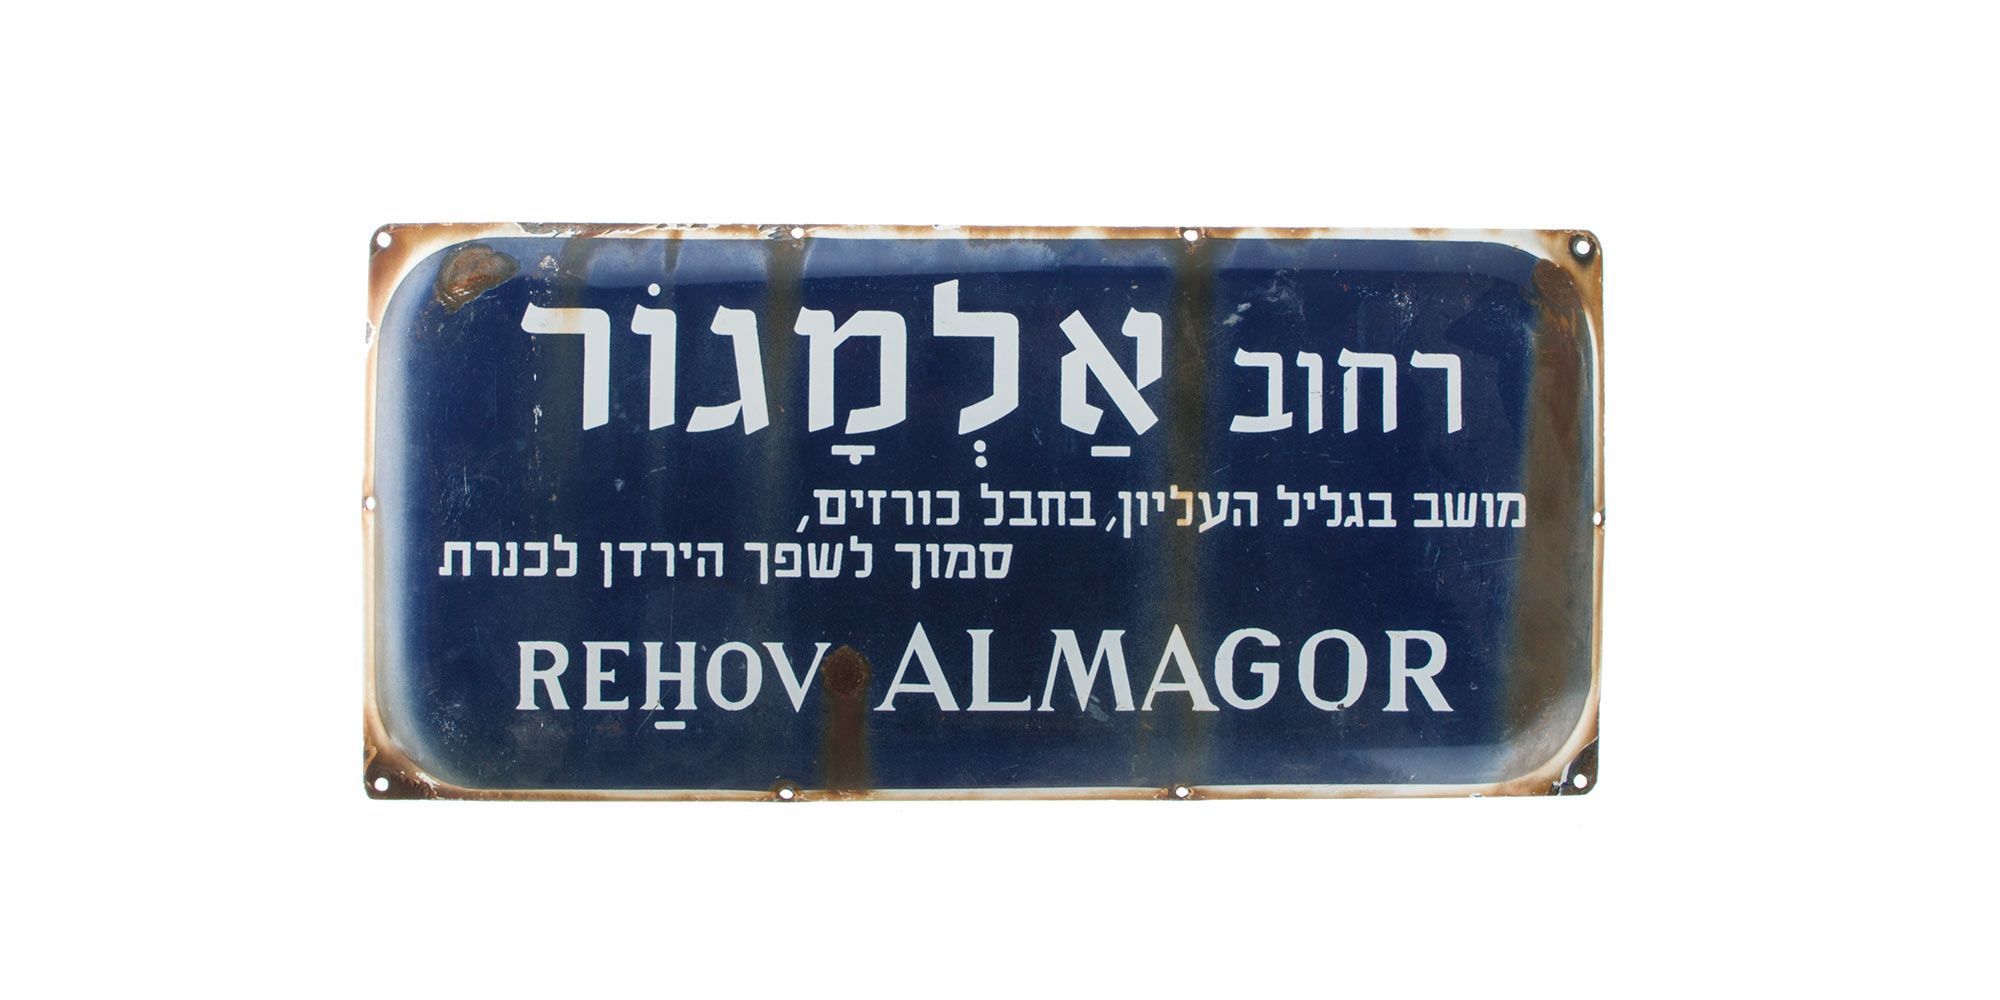 רחוב אַלְמָגוֹר
מושב בגליל העליון, בחבל כורזים,
סמוך לשפך הירדן לכנרת
REH̱OV ALMAGOR